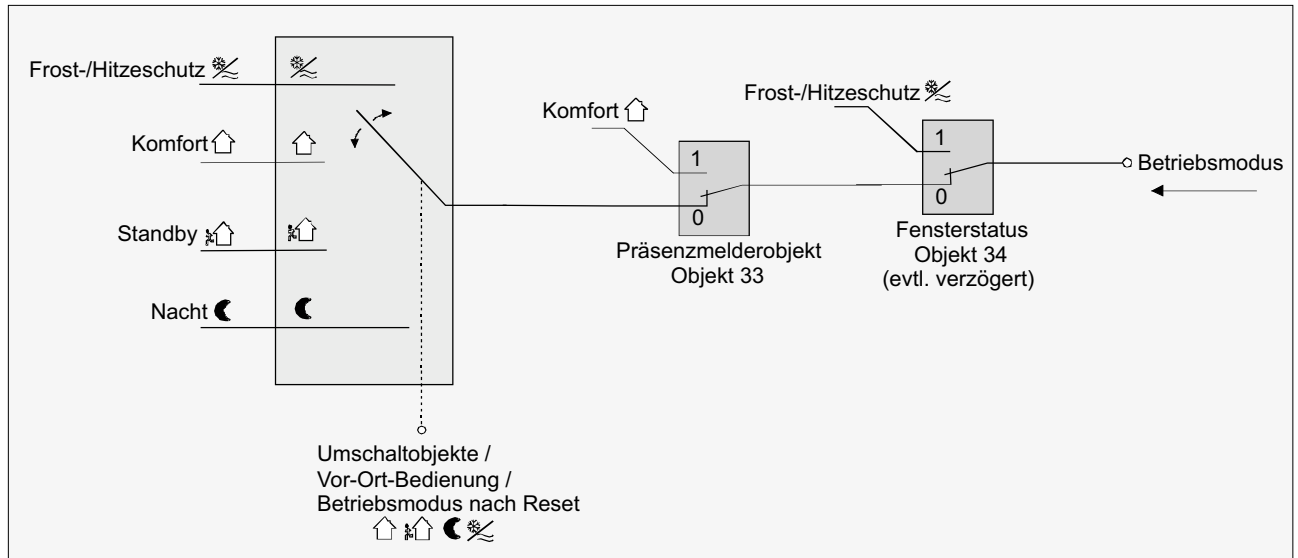 Frost-/Hitzeschutz
Komfort
Standby
Nacht
Umschaltobjekte /
Vor-Ort-Bedienung /
Betriebsmodus nach Reset
Komfort
1
0
Präsenzmelderobjekt
Objekt 33
Frost-/Hitzeschutz
1
0
Fensterstatus
Objekt 34
(evtl. verzögert)
Betriebsmodus